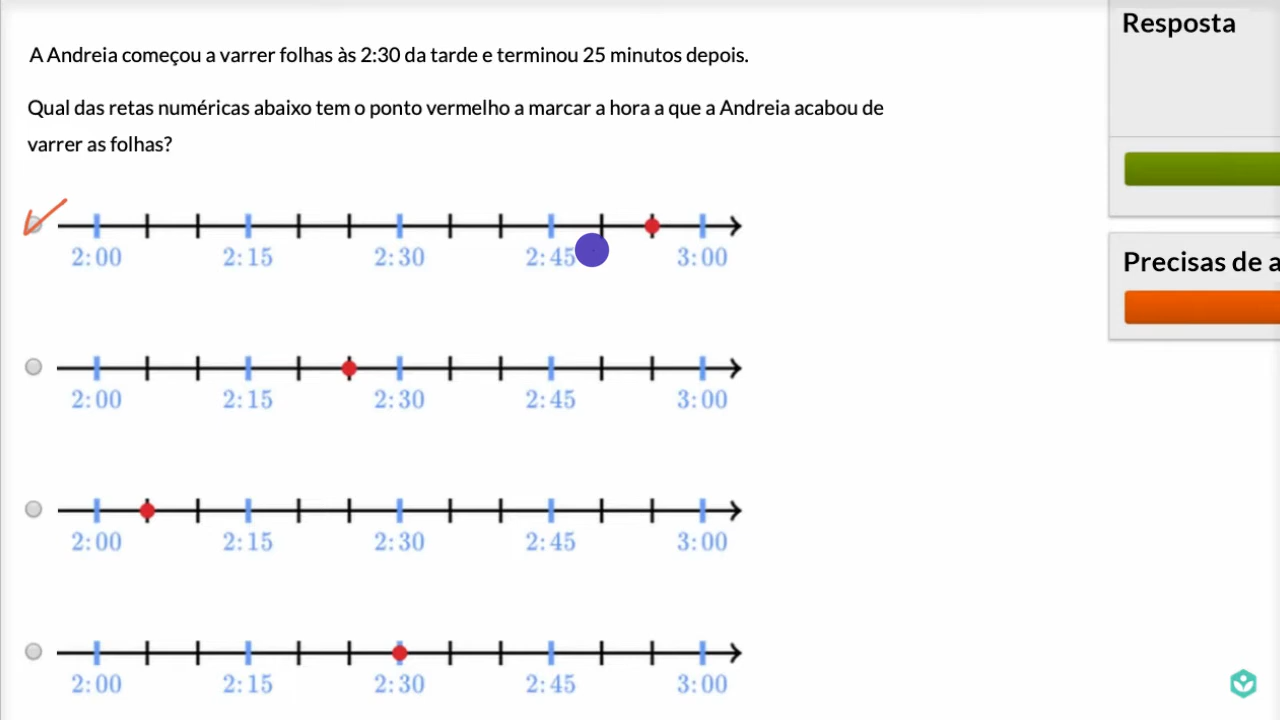 A Andreia começou a varrer folhas às 2:30 da tarde e terminou 25 minutos depois.
Qual das retas numéricas abaixo tem o ponto vermelho a marcar a hora a que a Andreia acabou de
varrer as folhas?
2:00 2:15 2:30 2:45 3:00
2:00 2:15 2:30 2:45 3:00
2:00 2:15 2:30 2:45 3:00
2:00 2:15 2:30 2:45 3:00
Resposta
Precisas de a